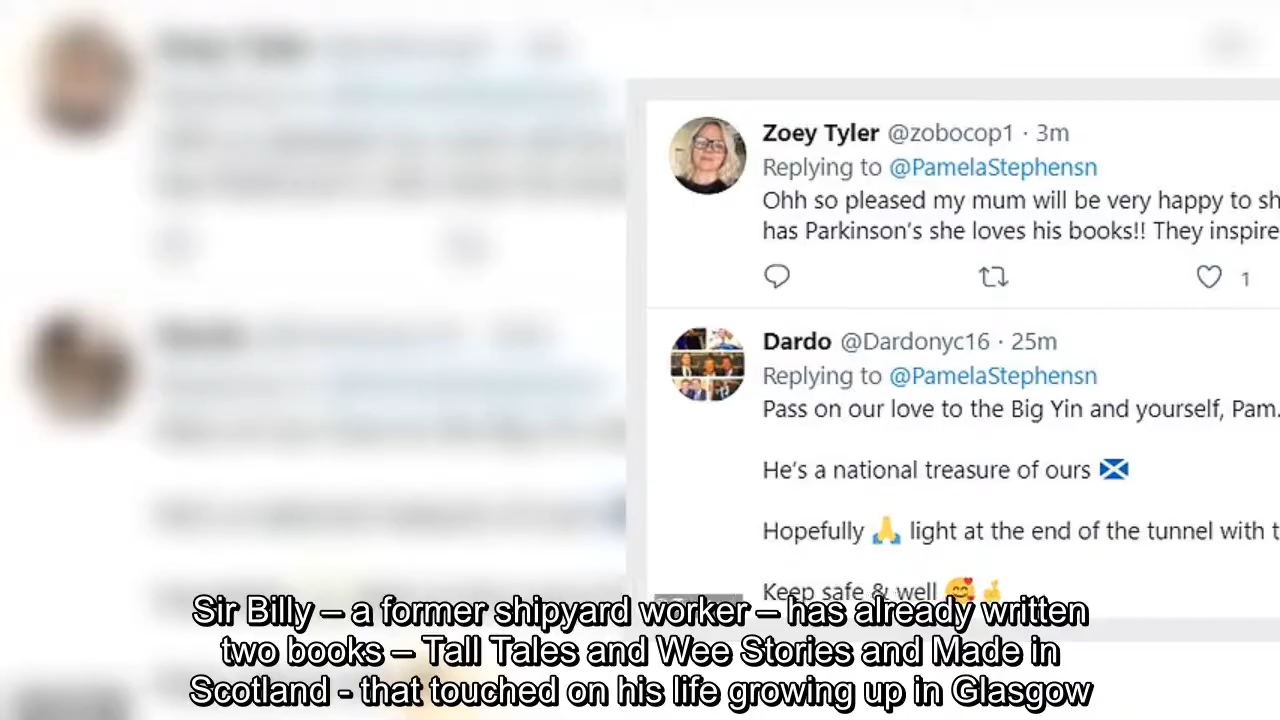 Zoey Tyler @zobocop1 · 3m
Replying to @PamelaStephensn
Ohh so pleased my mum will be very happy to sh
has Parkinson's she loves his books!! They inspire
1
Dardo @Dardonyc16 · 25m
Replying to @PamelaStephensn
Pass on our love to the Big Yin and yourself, Pam.
He's a national treasure of ours 🏴󠁧󠁢󠁳󠁣󠁴󠁿
Hopefully 🙏 light at the end of the tunnel with t
Keep safe & well 🥰🤞
Sir Billy – a former shipyard worker – has already written
two books – Tall Tales and Wee Stories and Made in
Scotland - that touched on his life growing up in Glasgow